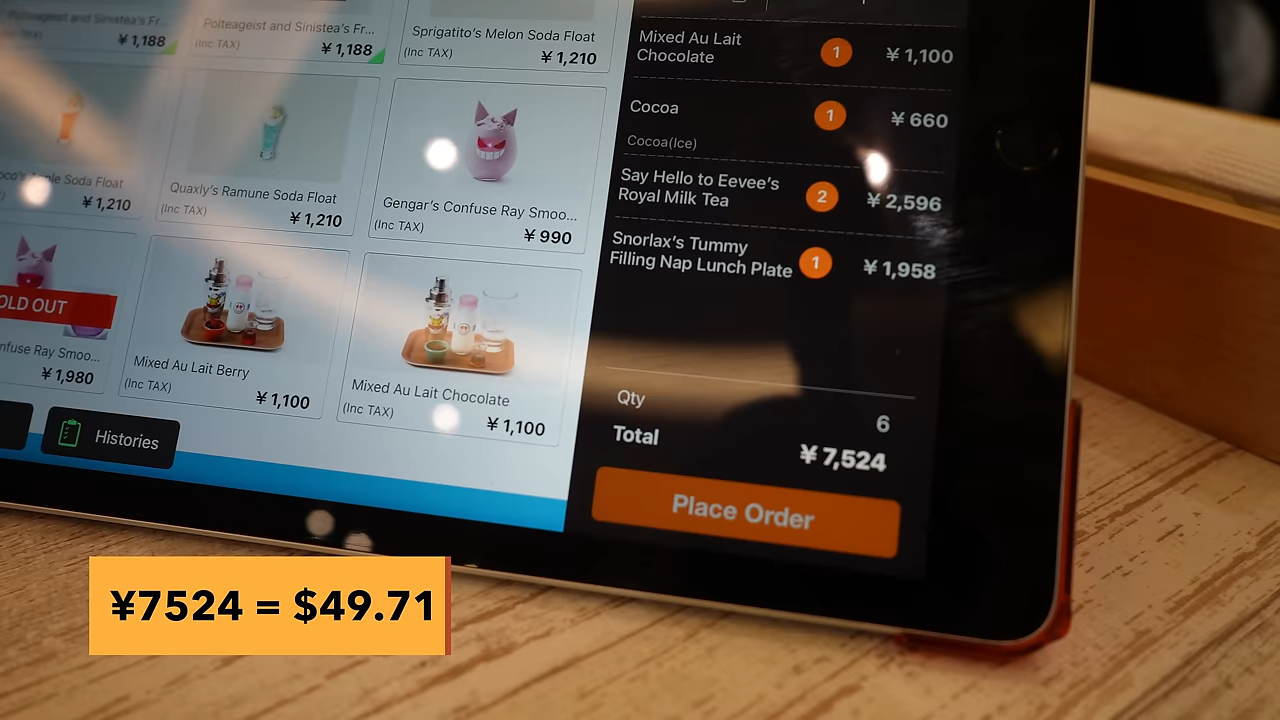 Polteageist and Sinistea's Fr...
¥1,188
Polteageist and Sinistea's Fr...
(Inc TAX)
¥1,188
Sprigatito's Melon Soda Float
(Inc TAX)
¥1,210
Apple Soda Float
¥1,210
Quaxly's Ramune Soda Float
(Inc TAX)
¥1,210
Gengar's Confuse Ray Smoo...
(Inc TAX)
¥990
OLD OUT
nfuse Ray Smoo...
¥1,980
Mixed Au Lait Berry
(Inc TAX)
¥1,100
Mixed Au Lait Chocolate
(Inc TAX)
¥1,100
Histories
Mixed Au Lait
Chocolate
1
¥1,100
Cocoa
1
¥660
Cocoa(Ice)
Say Hello to Eevee's
Royal Milk Tea
2
¥2,596
Snorlax's Tummy
Filling Nap Lunch Plate
1
¥1,958
Qty
6
Total
¥7,524
Place Order
¥7524 = $49.71